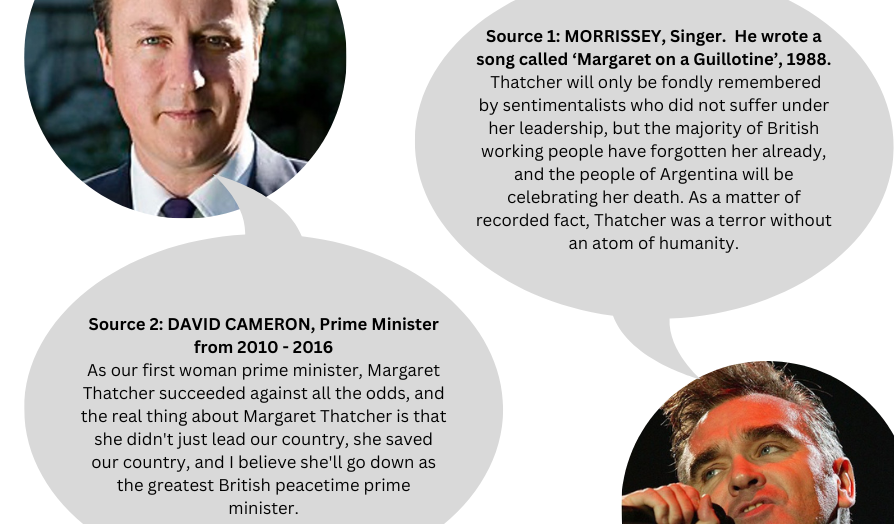 Source 1: MORRISSEY, Singer.  He wrote a
song called ‘Margaret on a Guillotine’, 1988.
Thatcher will only be fondly remembered
by sentimentalists who did not suffer under
her leadership, but the majority of British
working people have forgotten her already,
and the people of Argentina will be
celebrating her death. As a matter of
recorded fact, Thatcher was a terror without
an atom of humanity.
Source 2: DAVID CAMERON, Prime Minister
from 2010 - 2016
As our first woman prime minister, Margaret
Thatcher succeeded against all the odds, and
the real thing about Margaret Thatcher is that
she didn't just lead our country, she saved
our country, and I believe she'll go down as
the greatest British peacetime prime
minister.